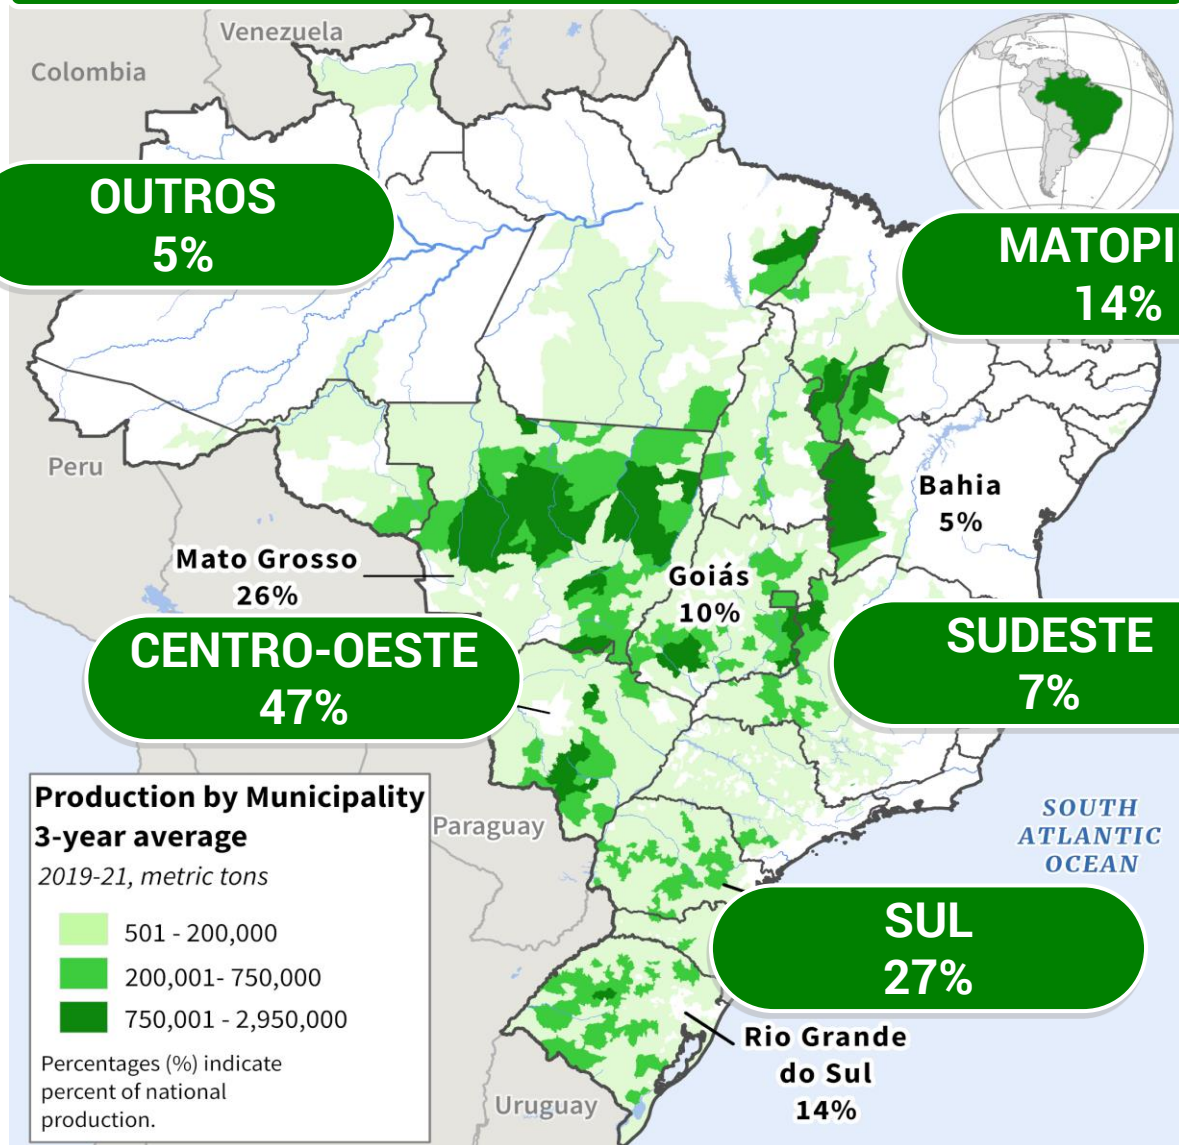 Venezuela
Colombia
OUTROS
5%
MATOPI
14%
Peru
Bahia
5%
Mato Grosso
26%
Goiás
10%
CENTRO-OESTE
47%
SUDESTE
7%
Production by Municipality
3-year average
2019-21, metric tons
501 - 200,000
200,001- 750,000
750,001 - 2,950,000
Percentages (%) indicate
percent of national
production.
Paraguay
SOUTH
ATLANTIC
OCEAN
SUL
27%
Rio Grande
do Sul
14%
Uruguay